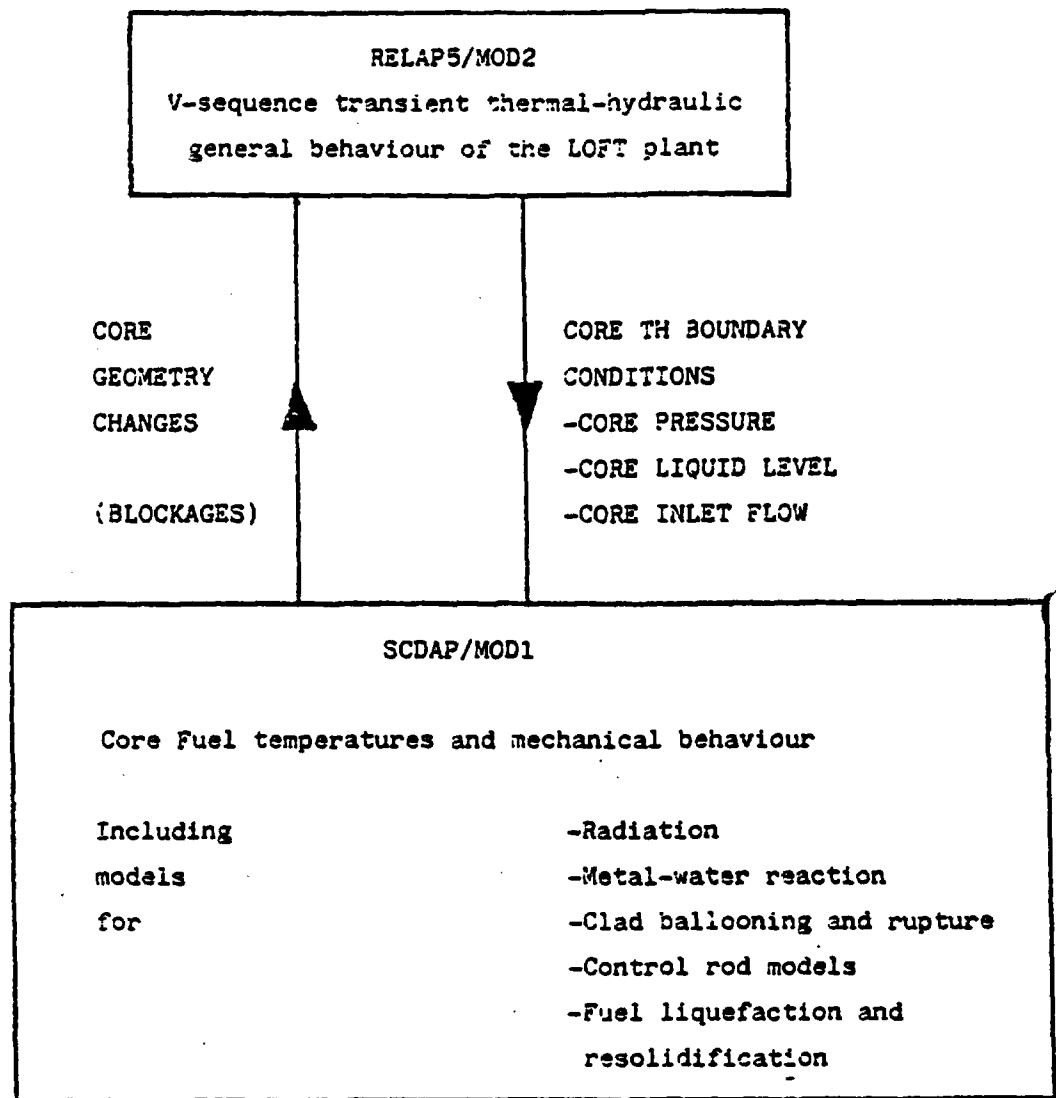 RELAP5/MOD2
V-sequence transient thermal-hydraulic
general behaviour of the LOFT plant
CORE
GEOMETRY
CHANGES
(BLOCKAGES)
CORE TH BOUNDARY
CONDITIONS
-CORE PRESSURE
-CORE LIQUID LEVEL
-CORE INLET FLOW
SCDAP/MOD1
Core Fuel temperatures and mechanical behaviour
Including
models
for
-Radiation
-Metal-water reaction
-Clad ballooning and rupture
-Control rod models
-Fuel liquefaction and
resolidification